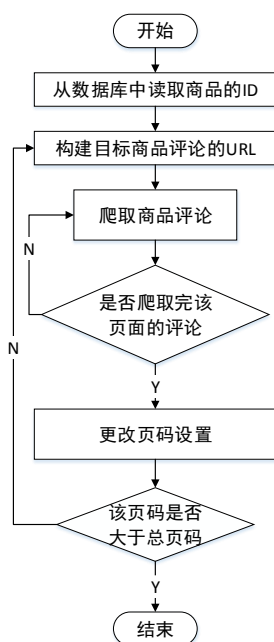 开始
从数据库中读取商品的ID
构建目标商品评论的URL
爬取商品评论
N
是否爬取完该
页面的评论
N
Y
更改页码设置
该页码是否
大于总页码
Y
结束